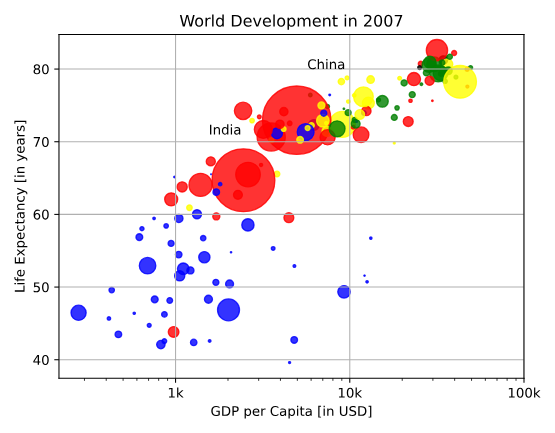 World Development in 2007
China
India
Life Expectancy [in years]
80
70
60
50
40
1k
10k
100k
GDP per Capita [in USD]